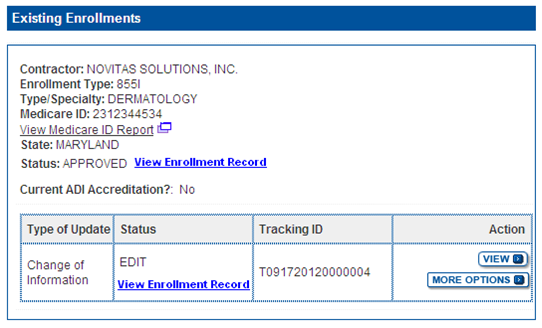 Existing Enrollments
Contractor: NOVITAS SOLUTIONS, INC.
Enrollment Type: 855I
Type/Specialty: DERMATOLOGY
Medicare ID: 2312344534
View Medicare ID Report
State: MARYLAND
Status: APPROVED View Enrollment Record
Current ADI Accreditation?: No
Type of Update Status Tracking ID Action
Change of
Information
EDIT
View Enrollment Record
T091720120000004
VIEW
MORE OPTIONS